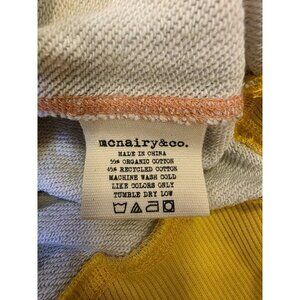 mcnairy&co.
MADE IN CHINA
55% ORGANIC COTTON
45% RECYCLED COTTON
MACHINE WASH COLD
LIKE COLORS ONLY
TUMBLE DRY LOW